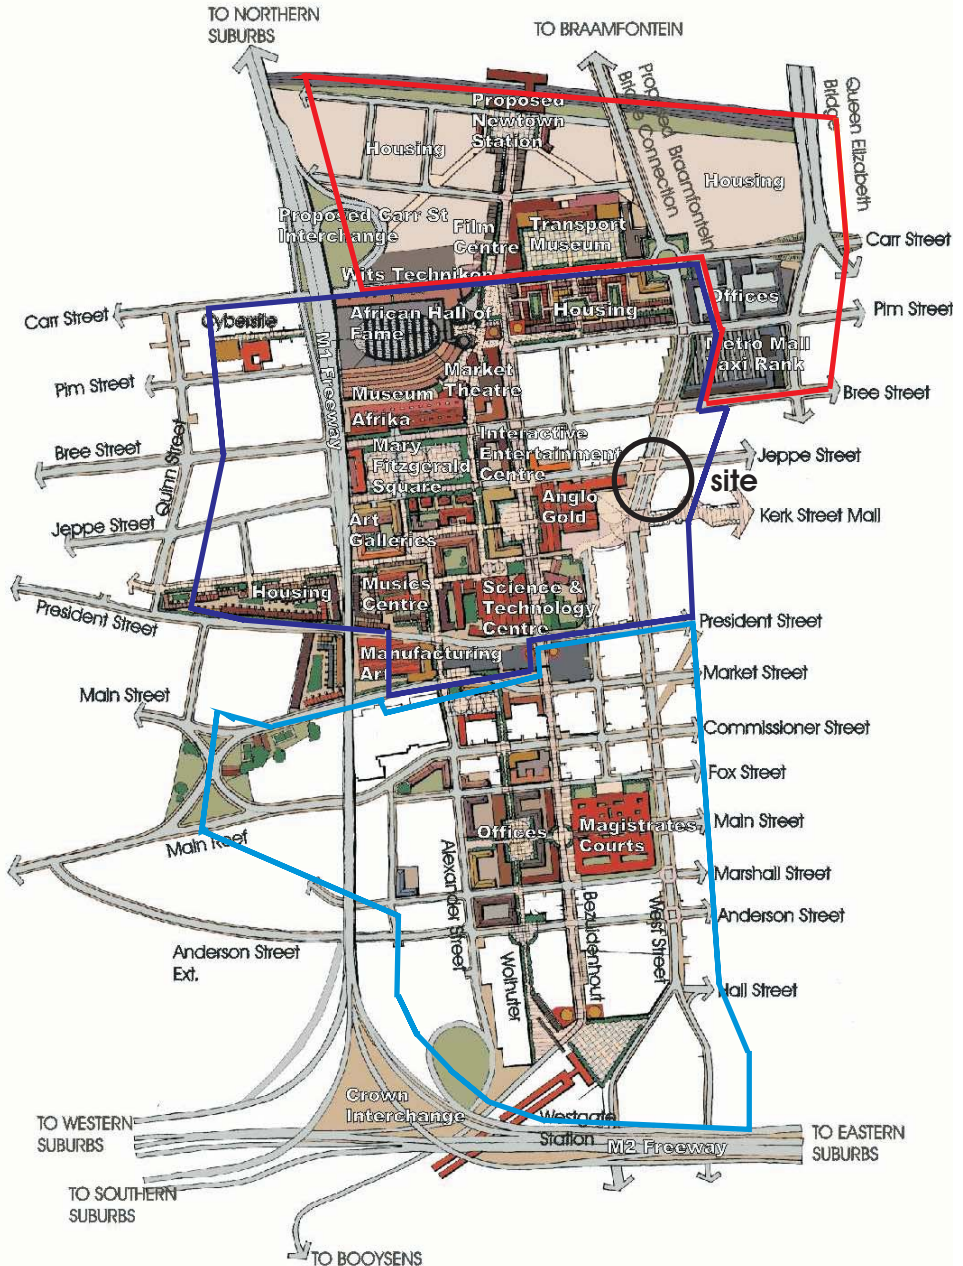 TO NORTHERN
SUBURBS
TO BRAAMFONTEIN
Proposed Braamfontein
Bridge Connection
Queen Elizabeth
Bridge
Proposed
Newtown
Station
Housing
Housing
Proposed Carr St
Interchange
Film
Centre
Transport
Museum
Carr Street
Wits Technikon
Offices
Carr Street
African Hall of
Fame
Housing
Pim Street
Cybersite
M1 Freeway
Metro Mall
Taxi Rank
Market
Theatre
Pim Street
Museum
Afrika
Bree Street
Bree Street
Quinn Street
Mary
Fitzgerald
Square
Interactive
Entertainment
Centre
Jeppe Street
site
Anglo
Gold
Kerk Street Mall
Jeppe Street
Art
Galleries
Housing
Musics
Centre
Science &
Technology
Centre
President Street
President Street
Manufacturing
Art
Market Street
Main Street
Commissioner Street
Fox Street
Main Street
Offices
Magistrates
Courts
Main Reef
Marshall Street
Alexander Street
Anderson Street
Bezuidenhout
West Street
Anderson Street
Ext.
Wolhuter
Hall Street
Crown
Interchange
Westgate
Station
TO WESTERN
SUBURBS
M2 Freeway
TO EASTERN
SUBURBS
TO SOUTHERN
SUBURBS
TO BOOYSENS